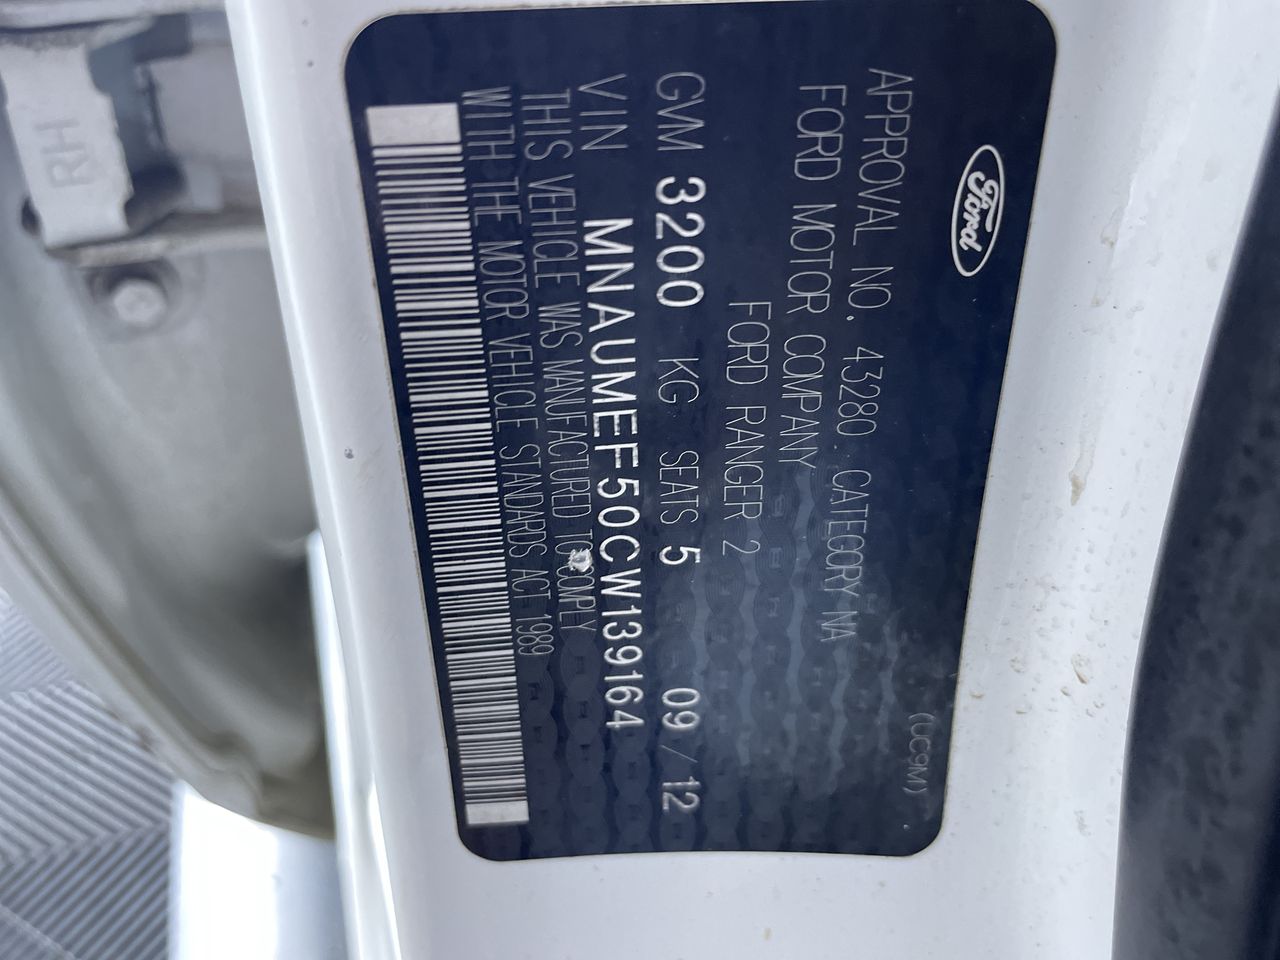 Ford
(UC9M)
APPROVAL NO. 43280 CATEGORY NA
FORD MOTOR COMPANY
FORD RANGER 2
GVM 3200 KG SEATS 5 09 / 12
VIN MNAUMEF50CW139164
THIS VEHICLE WAS MANUFACTURED TO COMPLY
WITH THE MOTOR VEHICLE STANDARDS ACT 1989
RH